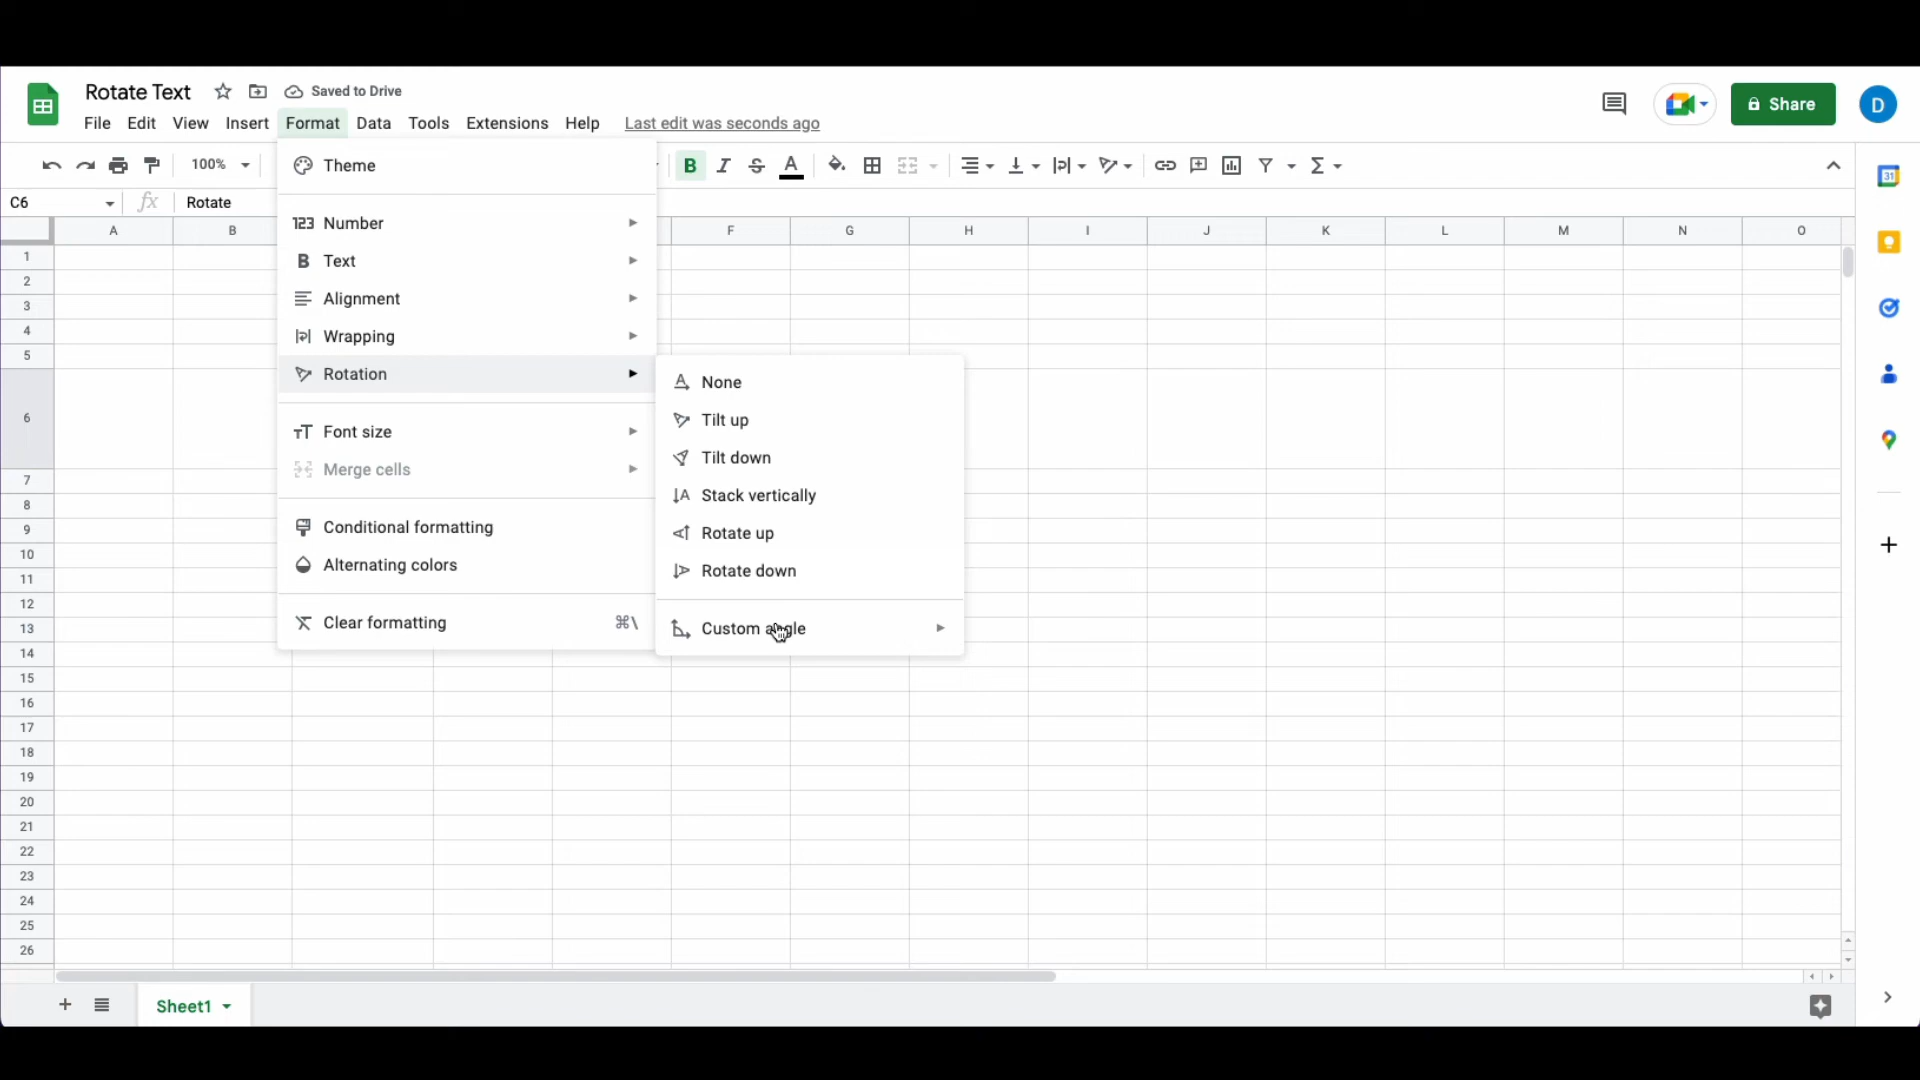 Rotate Text Saved to Drive
File Edit View Insert Format Data Tools Extensions Help Last edit was seconds ago
Share
D
100%
B A
31
C6 fx Rotate
A B F G H I J K L M N O
Theme
123 Number
B Text
Alignment
Wrapping
Rotation
Font size
Merge cells
Conditional formatting
Alternating colors
Clear formatting ⌘\
None
Tilt up
Tilt down
Stack vertically
Rotate up
Rotate down
Custom angle
1
2
3
4
5
6
7
8
9
10
11
12
13
14
15
16
17
18
19
20
21
22
23
24
25
26
Sheet1